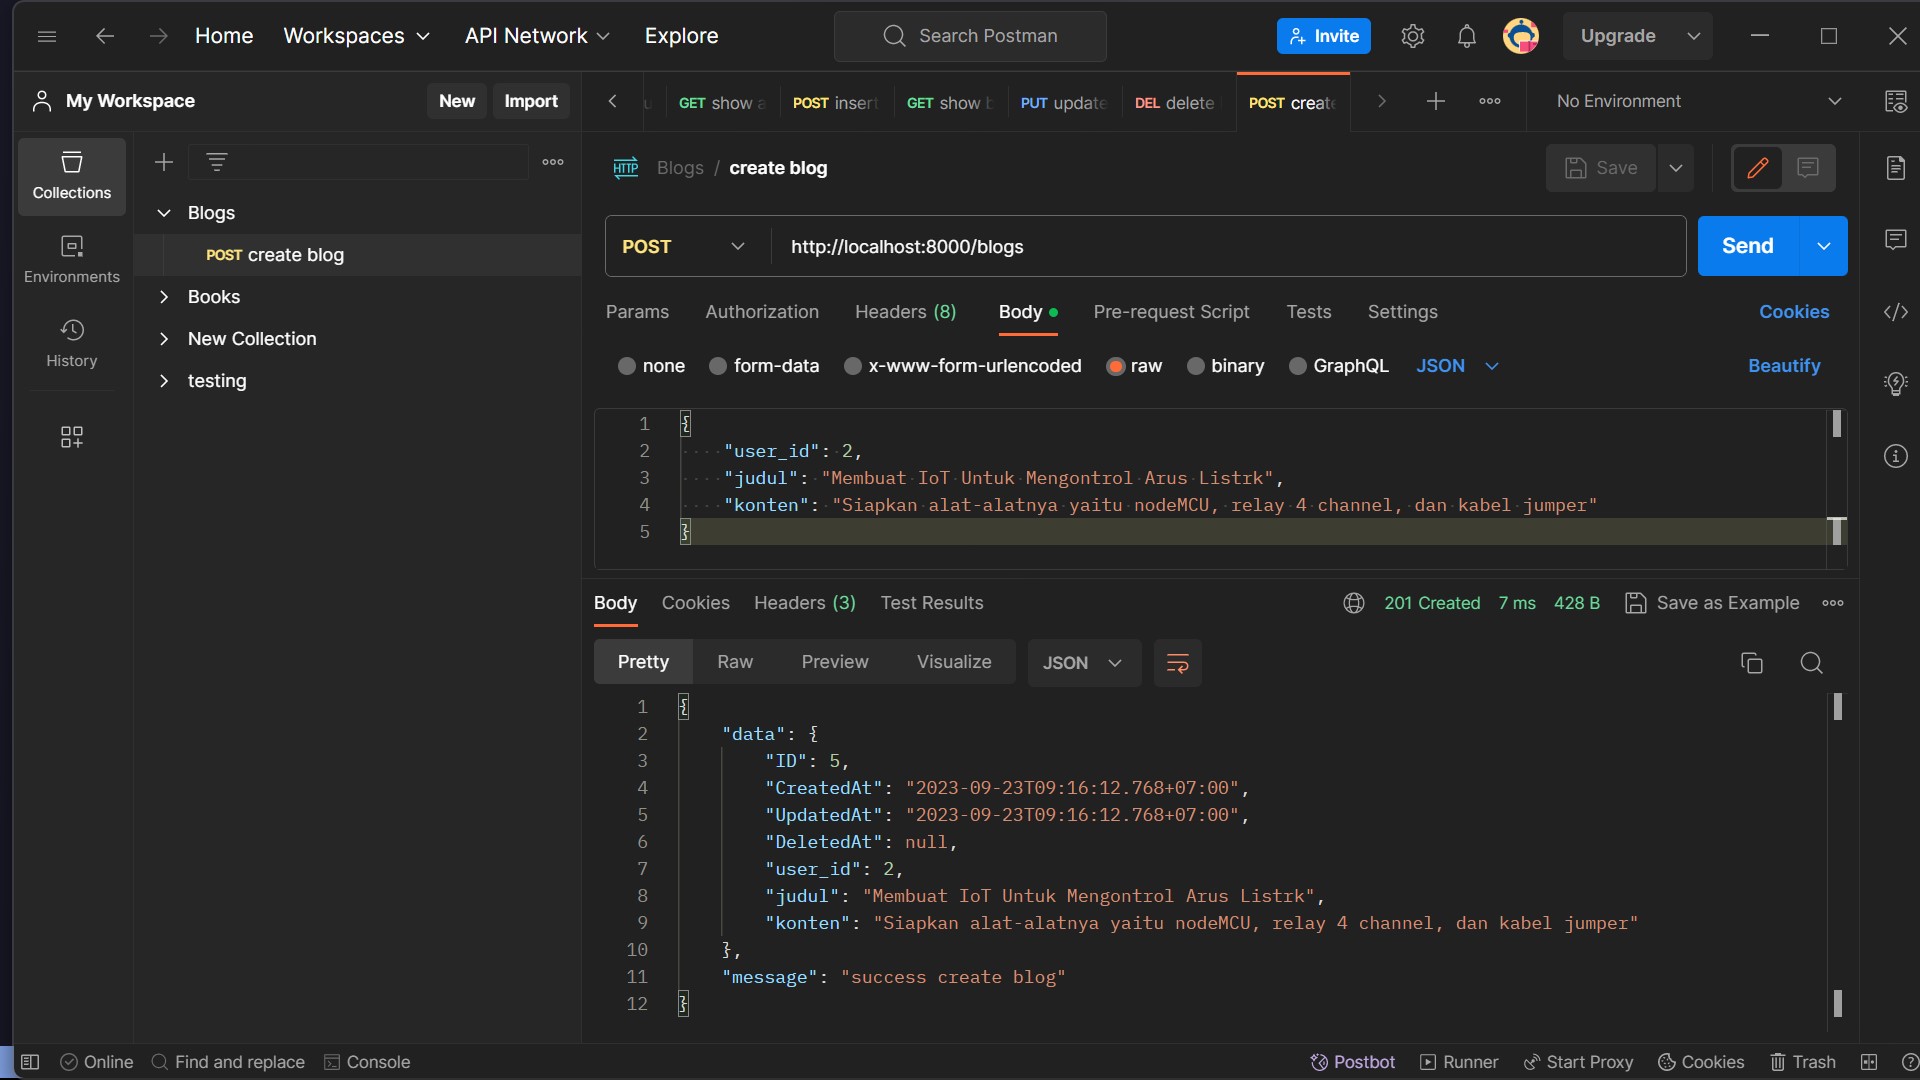 Home Workspaces API Network Explore Search Postman Invite Upgrade
My Workspace New Import GET show a POST insert GET show b PUT update DEL delete POST create No Environment
Collections
Environments
History
Blogs
POST create blog
Books
New Collection
testing
HTTP Blogs / create blog Save
POST http://localhost:8000/blogs Send
Params Authorization Headers (8) Body Pre-request Script Tests Settings Cookies
none form-data x-www-form-urlencoded raw binary GraphQL JSON Beautify
1 {
2 "user_id": 2,
3 "judul": "Membuat IoT Untuk Mengontrol Arus Listrk",
4 "konten": "Siapkan alat-alatnya yaitu nodeMCU, relay 4 channel, dan kabel jumper"
5 }
Body Cookies Headers (3) Test Results 201 Created 7 ms 428 B Save as Example
Pretty Raw Preview Visualize JSON
1 {
2 "data": {
3 "ID": 5,
4 "CreatedAt": "2023-09-23T09:16:12.768+07:00",
5 "UpdatedAt": "2023-09-23T09:16:12.768+07:00",
6 "DeletedAt": null,
7 "user_id": 2,
8 "judul": "Membuat IoT Untuk Mengontrol Arus Listrk",
9 "konten": "Siapkan alat-alatnya yaitu nodeMCU, relay 4 channel, dan kabel jumper"
10 },
11 "message": "success create blog"
12 }
Online Find and replace Console Postbot Runner Start Proxy Cookies Trash